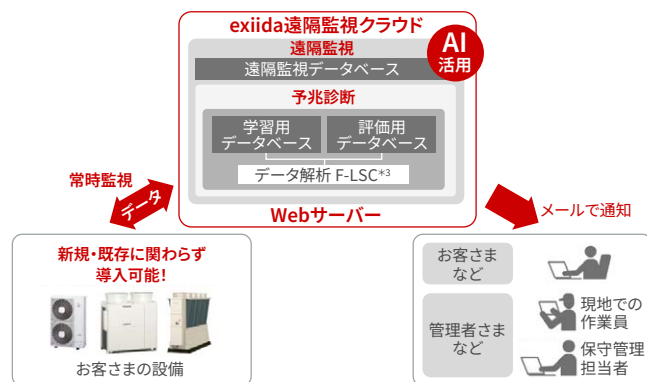 exiida遠隔監視クラウド
AI
活用
遠隔監視
遠隔監視データベース
予兆診断
学習用
データベース
評価用
データベース
データ解析 F-LSC*3
Webサーバー
常時監視
データ
メールで通知
新規・既存に関わらず
導入可能!
お客さまの設備
お客さま
など
管理者さま
など
現地での
作業員
保守管理
担当者